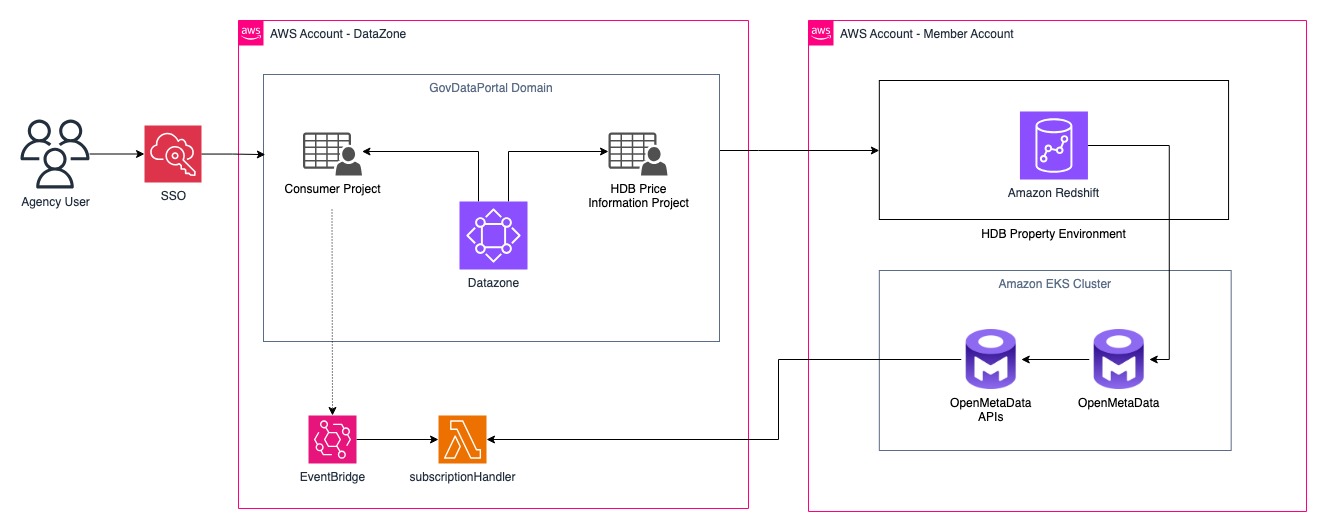 aws
AWS Account - DataZone
aws
AWS Account - Member Account
GovDataPortal Domain
Agency User
SSO
Consumer Project
HDB Price
Information Project
Datazone
Amazon Redshift
HDB Property Environment
Amazon EKS Cluster
OpenMetaData
APIs
OpenMetaData
EventBridge
subscriptionHandler